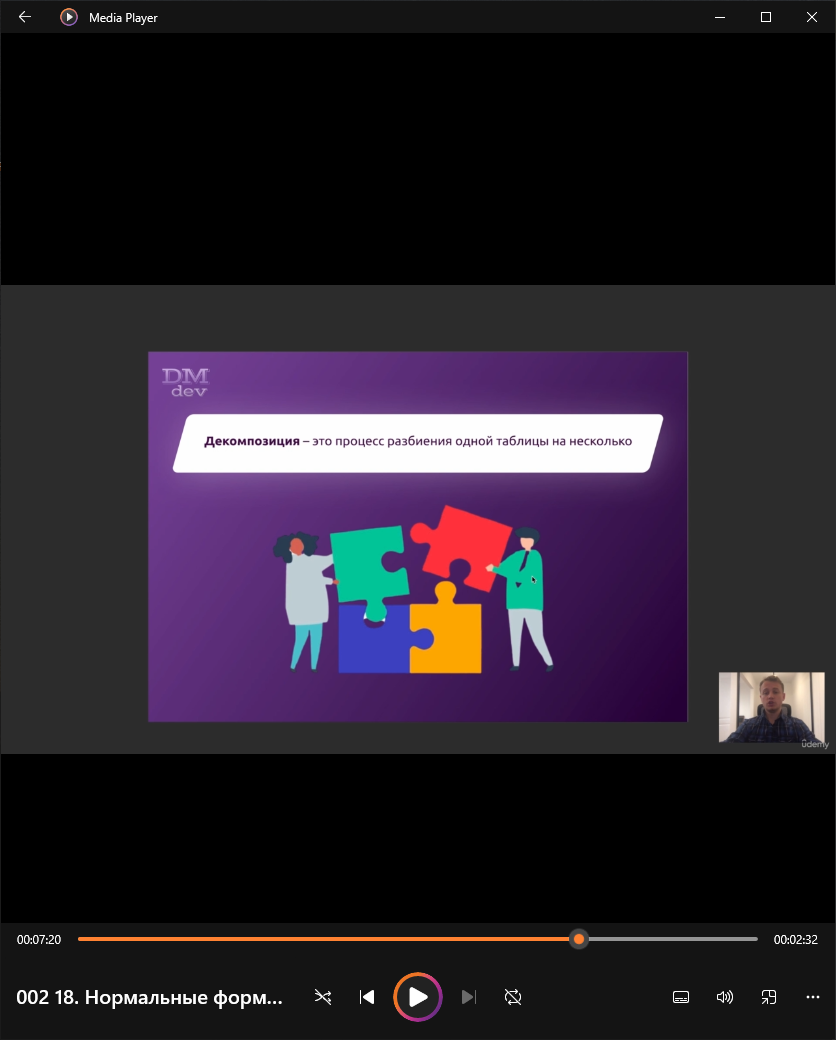 Media Player
DM
dev
Декомпозиция – это процесс разбиения одной таблицы на несколько
udemy
00:07:20
00:02:32
002 18. Нормальные форм...